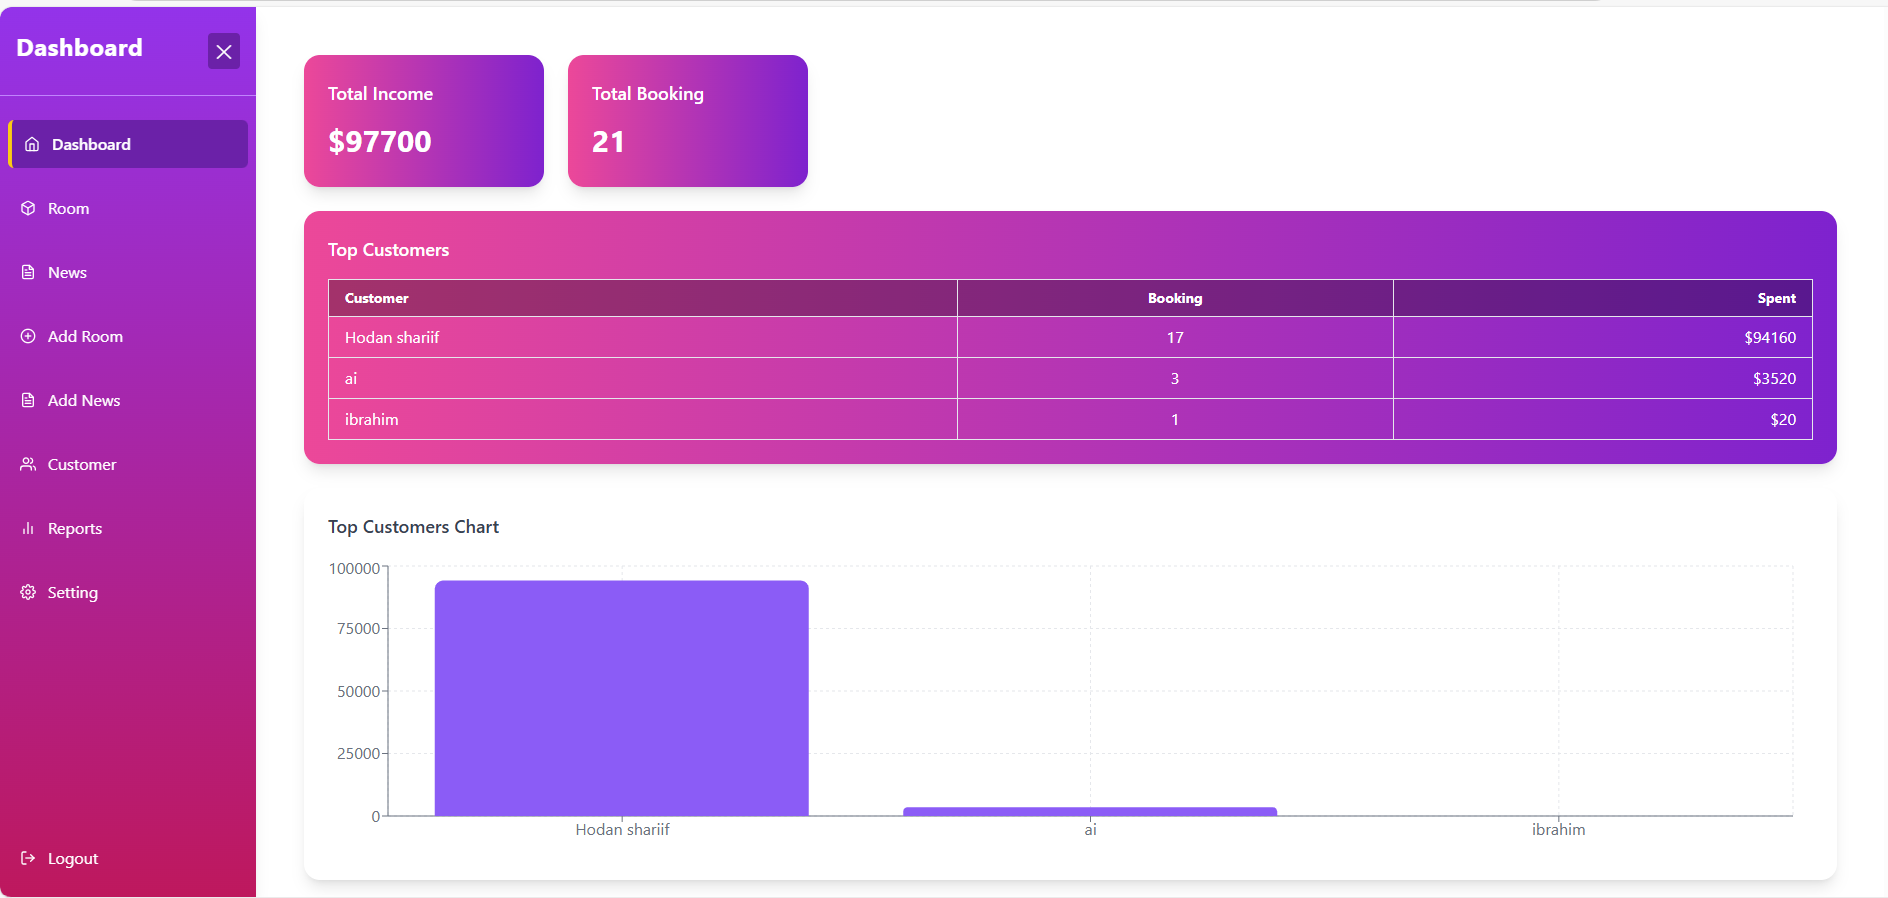 Dashboard
Dashboard
Room
News
Add Room
Add News
Customer
Reports
Setting
Logout
Total Income
$97700
Total Booking
21
Top Customers
Customer Booking Spent
Hodan shariif 17 $94160
ai 3 $3520
ibrahim 1 $20
Top Customers Chart
100000
75000
50000
25000
0
Hodan shariif ai ibrahim